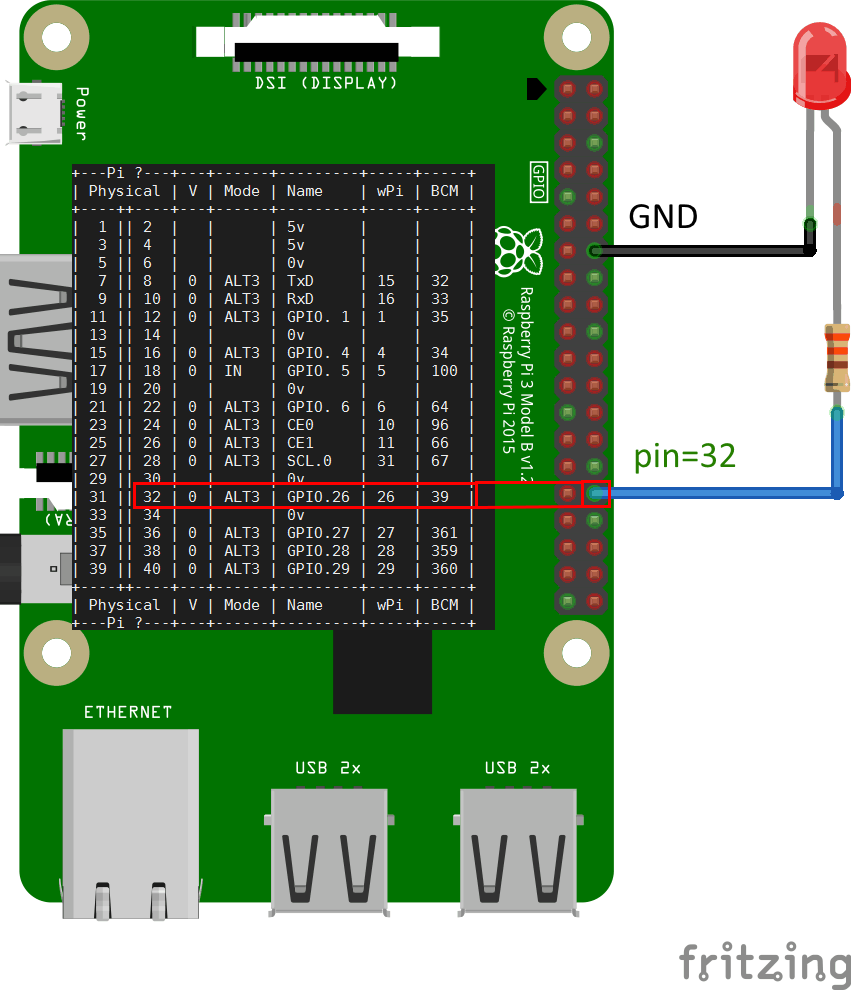 DSI (DISPLAY)
Power
+---Pi ?---+---+------+---------+-----+-----+
| Physical | V | Mode | Name    | wPi | BCM |
+----++----+---+------+---------+-----+-----+
|  1 || 2  |   |      | 5v      |     |     |
|  3 || 4  |   |      | 5v      |     |     |
|  5 || 6  |   |      | 0v      |     |     |
|  7 || 8  | 0 | ALT3 | TxD     | 15  | 32  |
|  9 || 10 | 0 | ALT3 | RxD     | 16  | 33  |
| 11 || 12 | 0 | ALT3 | GPIO. 1 | 1   | 35  |
| 13 || 14 |   |      | 0v      |     |     |
| 15 || 16 | 0 | ALT3 | GPIO. 4 | 4   | 34  |
| 17 || 18 | 0 | IN   | GPIO. 5 | 5   | 100 |
| 19 || 20 |   |      | 0v      |     |     |
| 21 || 22 | 0 | ALT3 | GPIO. 6 | 6   | 64  |
| 23 || 24 | 0 | ALT3 | CE0     | 10  | 96  |
| 25 || 26 | 0 | ALT3 | CE1     | 11  | 66  |
| 27 || 28 | 0 | ALT3 | SCL.0   | 31  | 67  |
| 29 || 30 |   |      | 0v      |     |     |
| 31 || 32 | 0 | ALT3 | GPIO.26 | 26  | 39  |
| 33 || 34 |   |      | 0v      |     |     |
| 35 || 36 | 0 | ALT3 | GPIO.27 | 27  | 361 |
| 37 || 38 | 0 | ALT3 | GPIO.28 | 28  | 359 |
| 39 || 40 | 0 | ALT3 | GPIO.29 | 29  | 360 |
+----++----+---+------+---------+-----+-----+
| Physical | V | Mode | Name    | wPi | BCM |
+---Pi ?---+---+------+---------+-----+-----+
GPIO
GND
Raspberry Pi 3 Model B v1.2
© Raspberry Pi 2015
pin=32
RA)
ETHERNET
USB 2x
USB 2x
fritzing